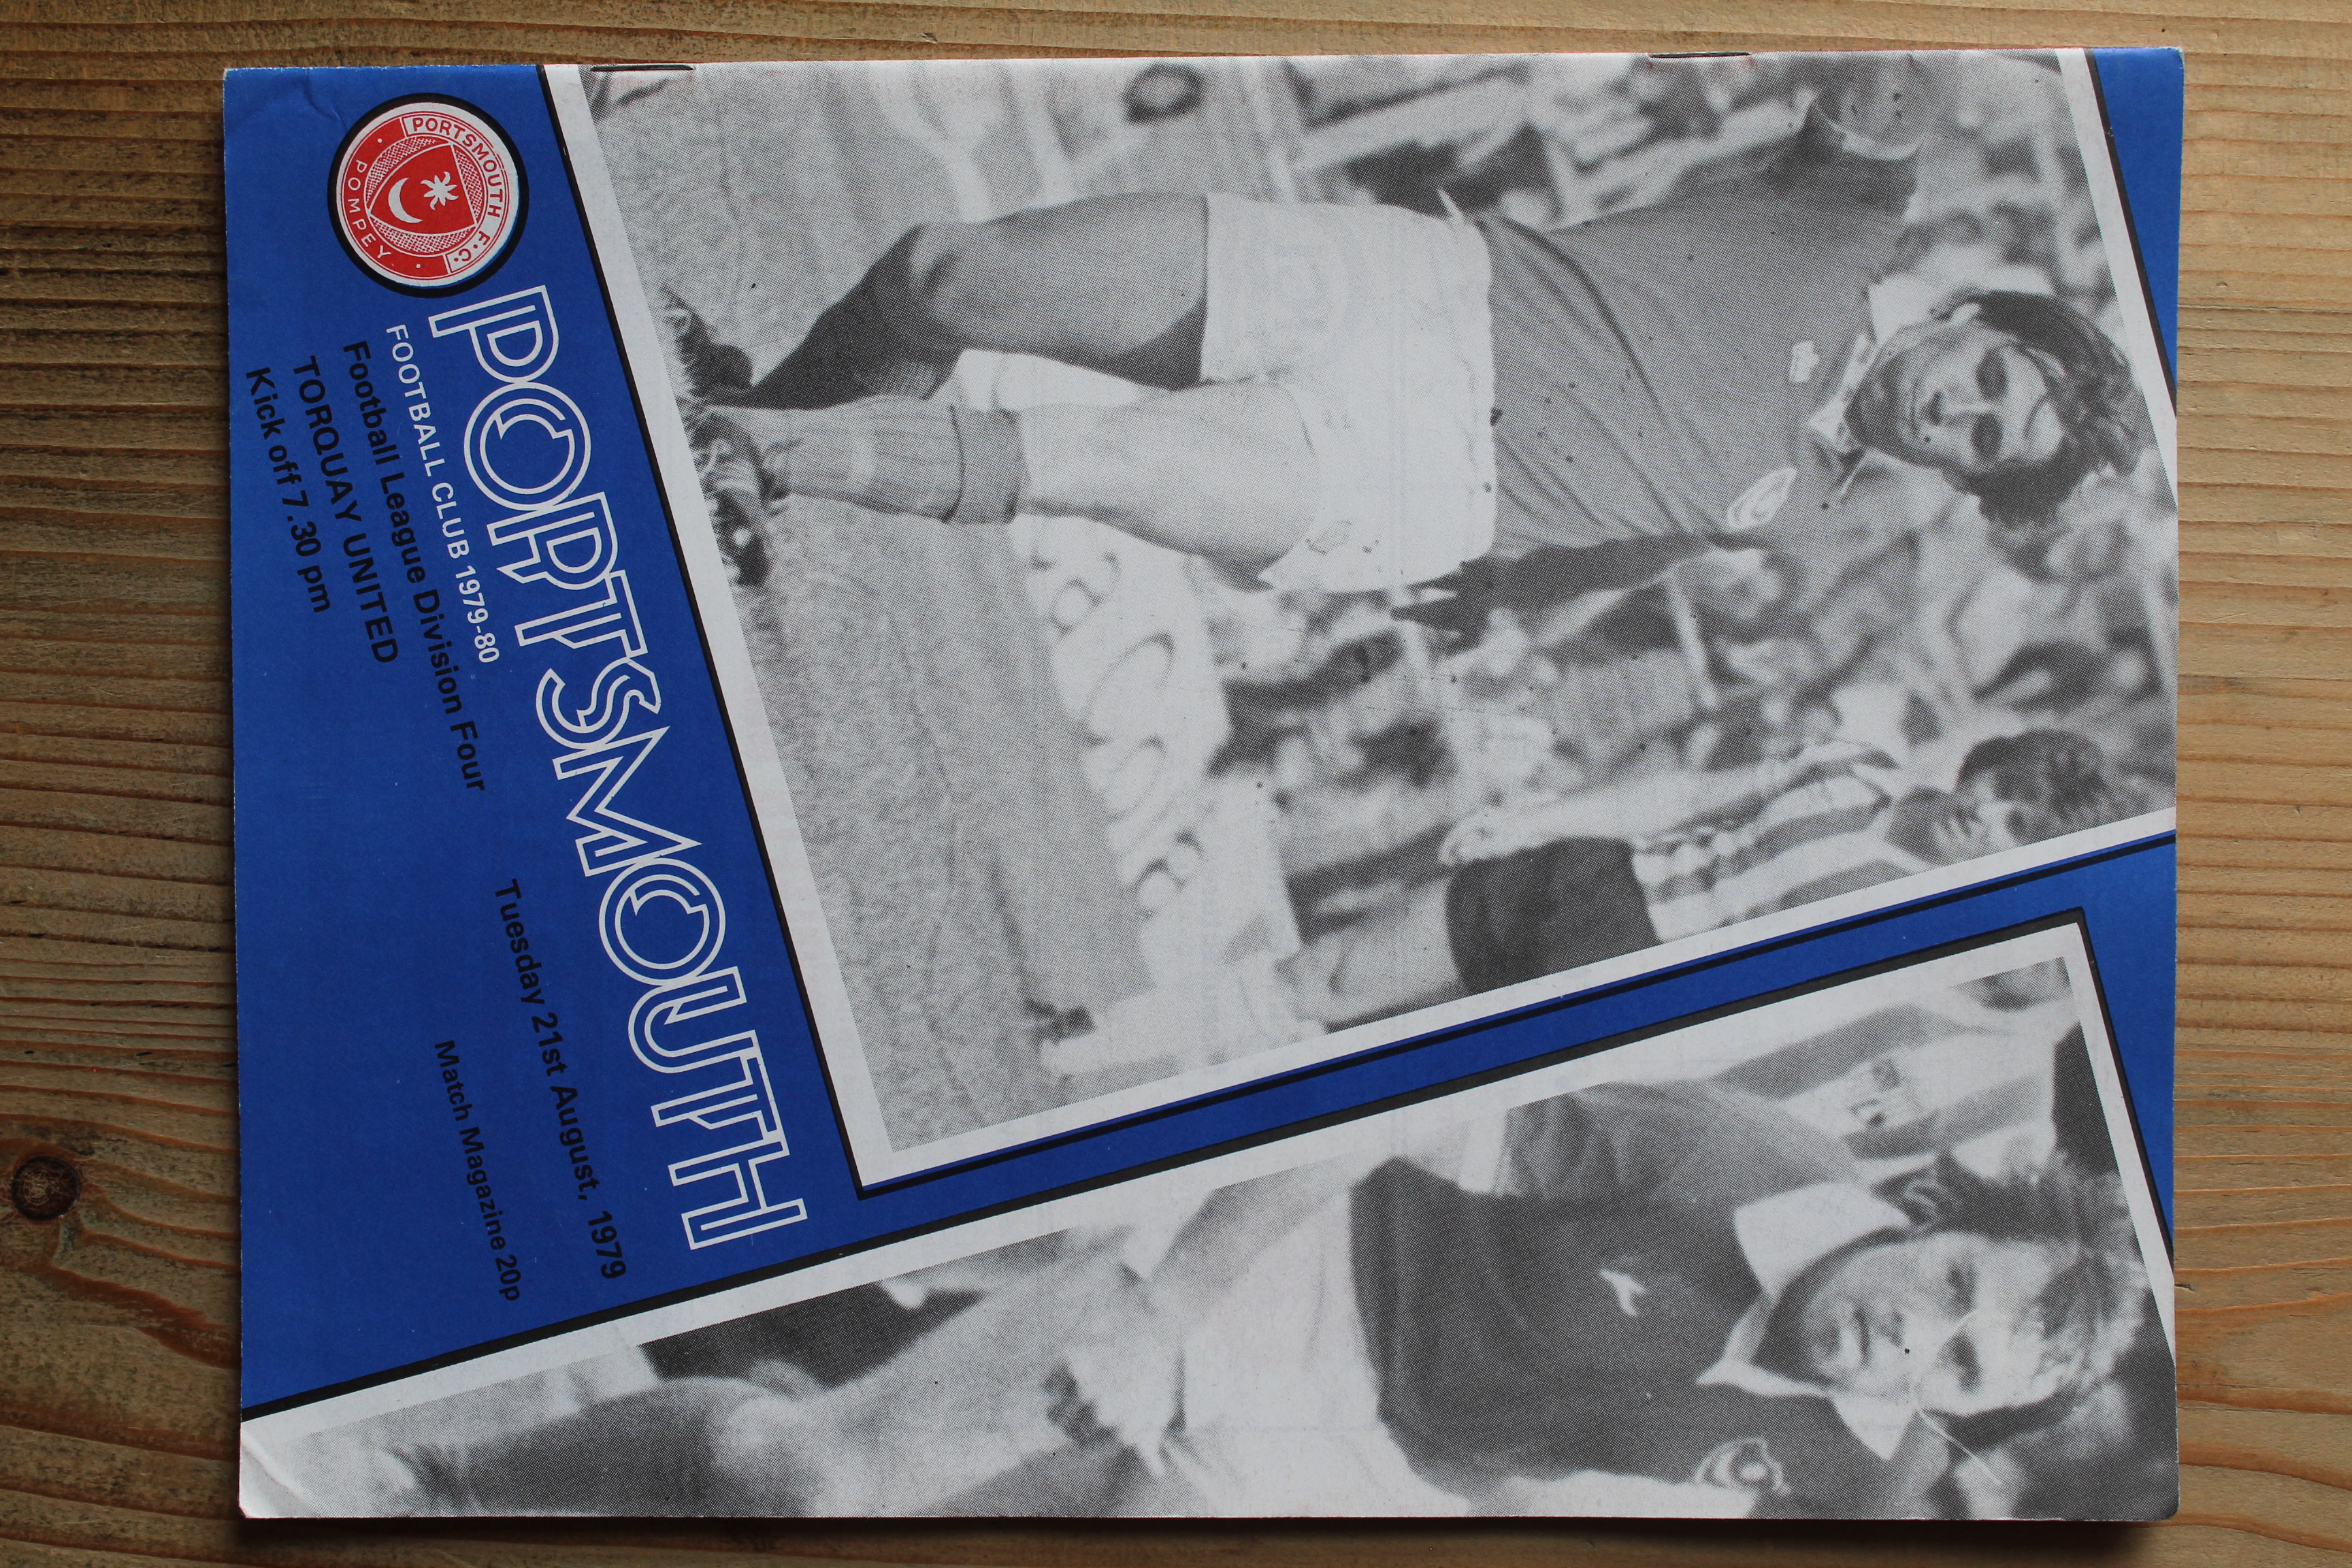 PORTSMOUTH F.C.
POMPEY
PORTSMOUTH
FOOTBALL CLUB 1979-80
Football League Division Four
TORQUAY UNITED
Kick off 7.30 pm
Tuesday 21st August, 1979
Match Magazine 20p